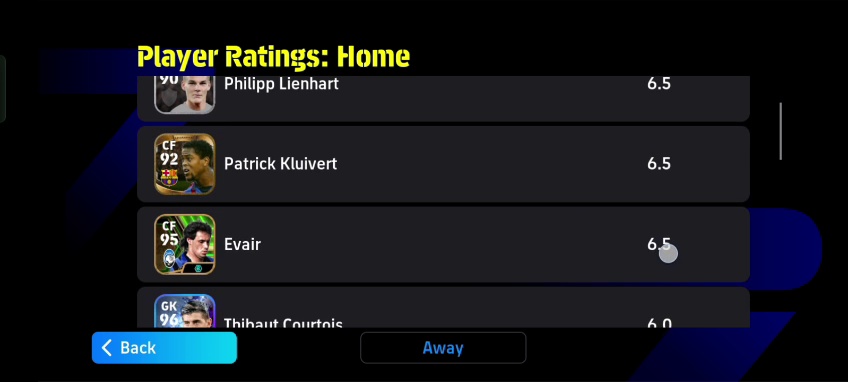 Player Ratings: Home
90
Philipp Lienhart
6.5
CF
92
Patrick Kluivert
6.5
CF
95
Evair
6.5
GK
96
Thibaut Courtois
6.0
Back
Away